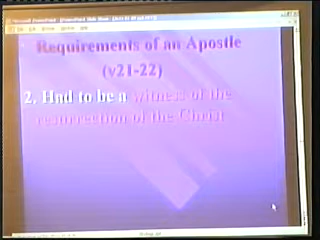 Requirements of an Apostle
(v21-22)
2. Had to be a witness of the
resurrection of the Christ